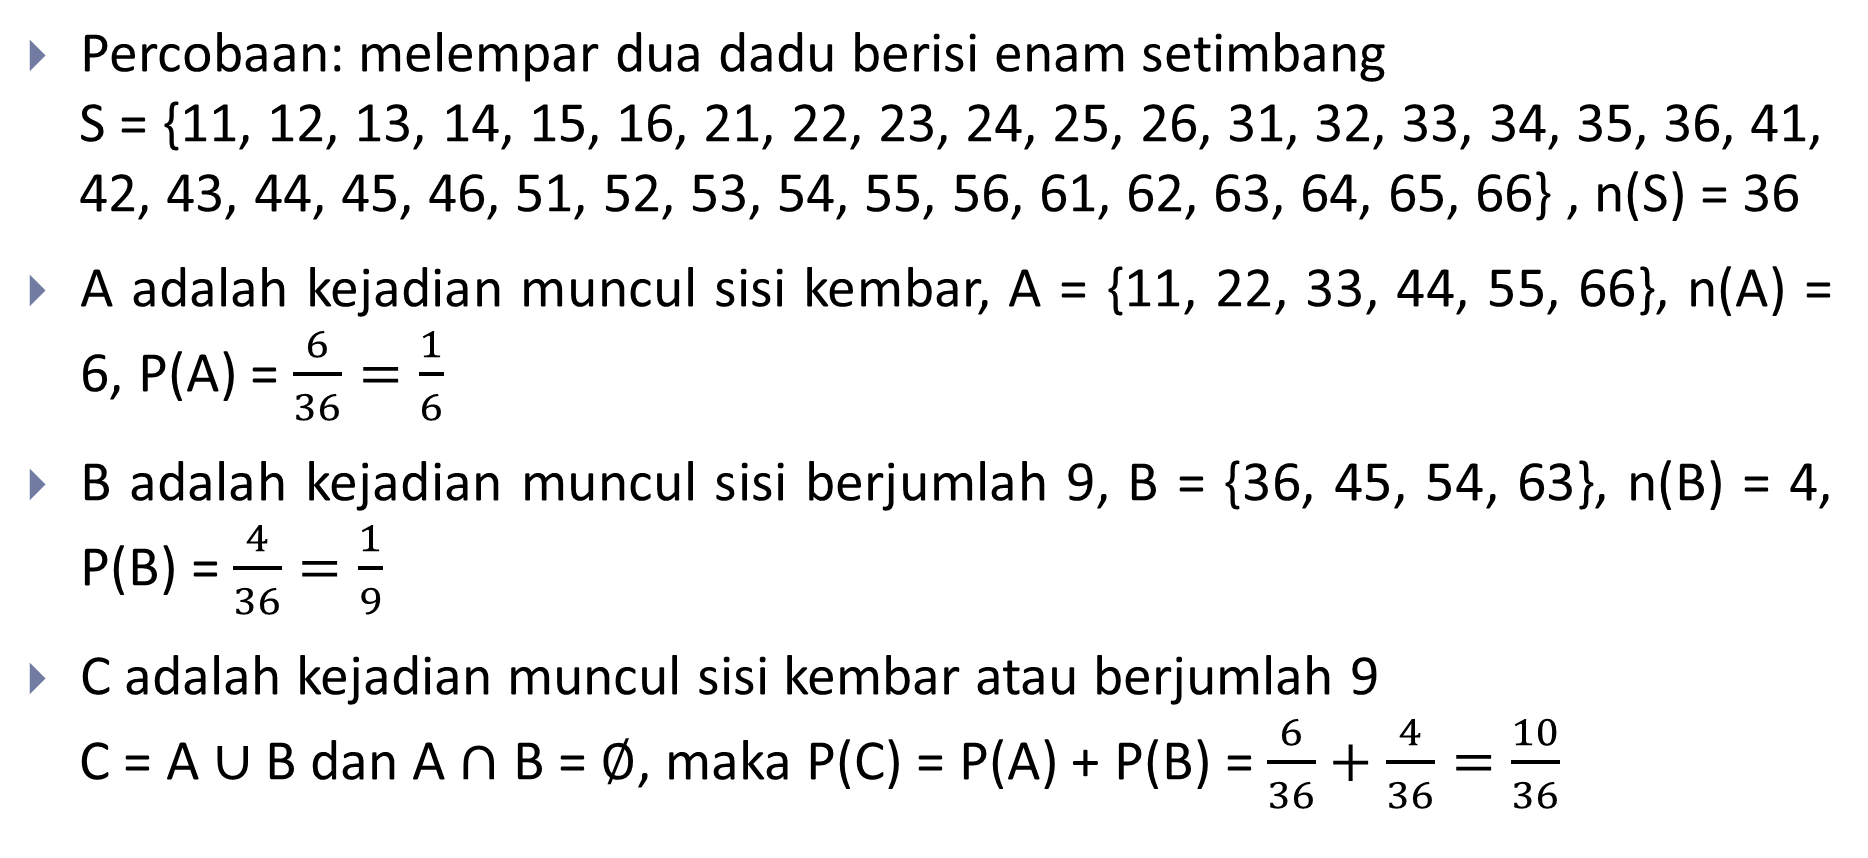 Percobaan: melempar dua dadu berisi enam setimbang
S = {11, 12, 13, 14, 15, 16, 21, 22, 23, 24, 25, 26, 31, 32, 33, 34, 35, 36, 41,
42, 43, 44, 45, 46, 51, 52, 53, 54, 55, 56, 61, 62, 63, 64, 65, 66} , n(S) = 36
A adalah kejadian muncul sisi kembar, A = {11, 22, 33, 44, 55, 66}, n(A) =
6, P(A) = 6/36 = 1/6
B adalah kejadian muncul sisi berjumlah 9, B = {36, 45, 54, 63}, n(B) = 4,
P(B) = 4/36 = 1/9
C adalah kejadian muncul sisi kembar atau berjumlah 9
C = A ∪ B dan A ∩ B = ∅, maka P(C) = P(A) + P(B) = 6/36 + 4/36 = 10/36